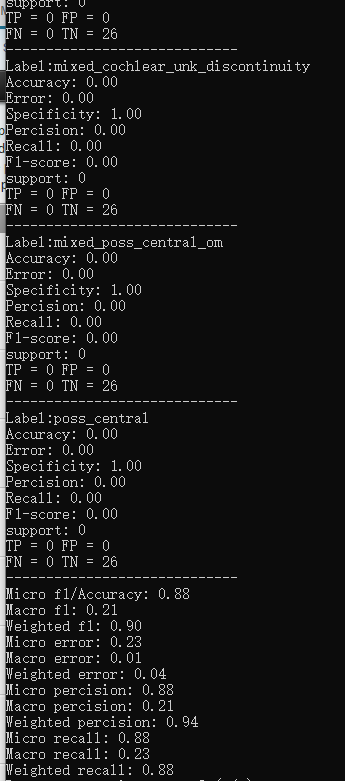 support: 0
TP = 0 FP = 0
FN = 0 TN = 26
------------------------------
Label:mixed_cochlear_unk_discontinuity
Accuracy: 0.00
Error: 0.00
Specificity: 1.00
Percision: 0.00
Recall: 0.00
F1-score: 0.00
support: 0
TP = 0 FP = 0
FN = 0 TN = 26
------------------------------
Label:mixed_poss_central_om
Accuracy: 0.00
Error: 0.00
Specificity: 1.00
Percision: 0.00
Recall: 0.00
F1-score: 0.00
support: 0
TP = 0 FP = 0
FN = 0 TN = 26
------------------------------
Label:poss_central
Accuracy: 0.00
Error: 0.00
Specificity: 1.00
Percision: 0.00
Recall: 0.00
F1-score: 0.00
support: 0
TP = 0 FP = 0
FN = 0 TN = 26
------------------------------
Micro f1/Accuracy: 0.88
Macro f1: 0.21
Weighted f1: 0.90
Micro error: 0.23
Macro error: 0.01
Weighted error: 0.04
Micro percision: 0.88
Macro percision: 0.21
Weighted percision: 0.94
Micro recall: 0.88
Macro recall: 0.23
Weighted recall: 0.88